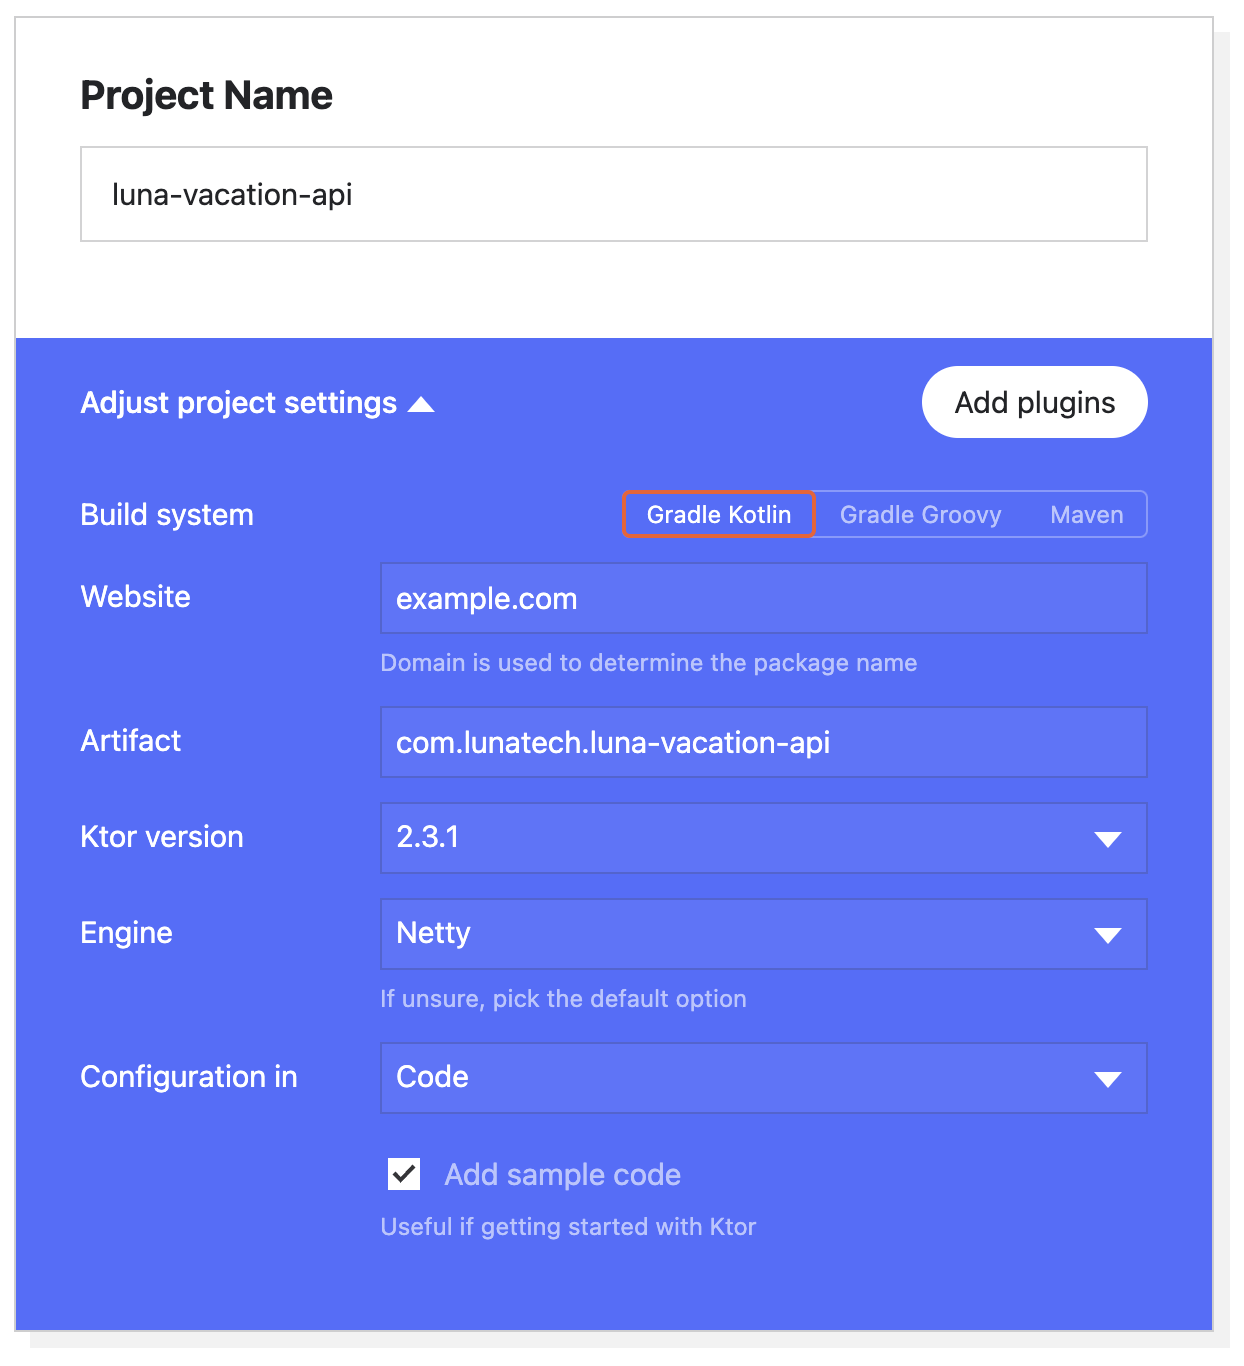 Project Name
luna-vacation-api
Adjust project settings
Add plugins
Build system
Gradle Kotlin
Gradle Groovy
Maven
Website
example.com
Domain is used to determine the package name
Artifact
com.lunatech.luna-vacation-api
Ktor version
2.3.1
Engine
Netty
If unsure, pick the default option
Configuration in
Code
Add sample code
Useful if getting started with Ktor